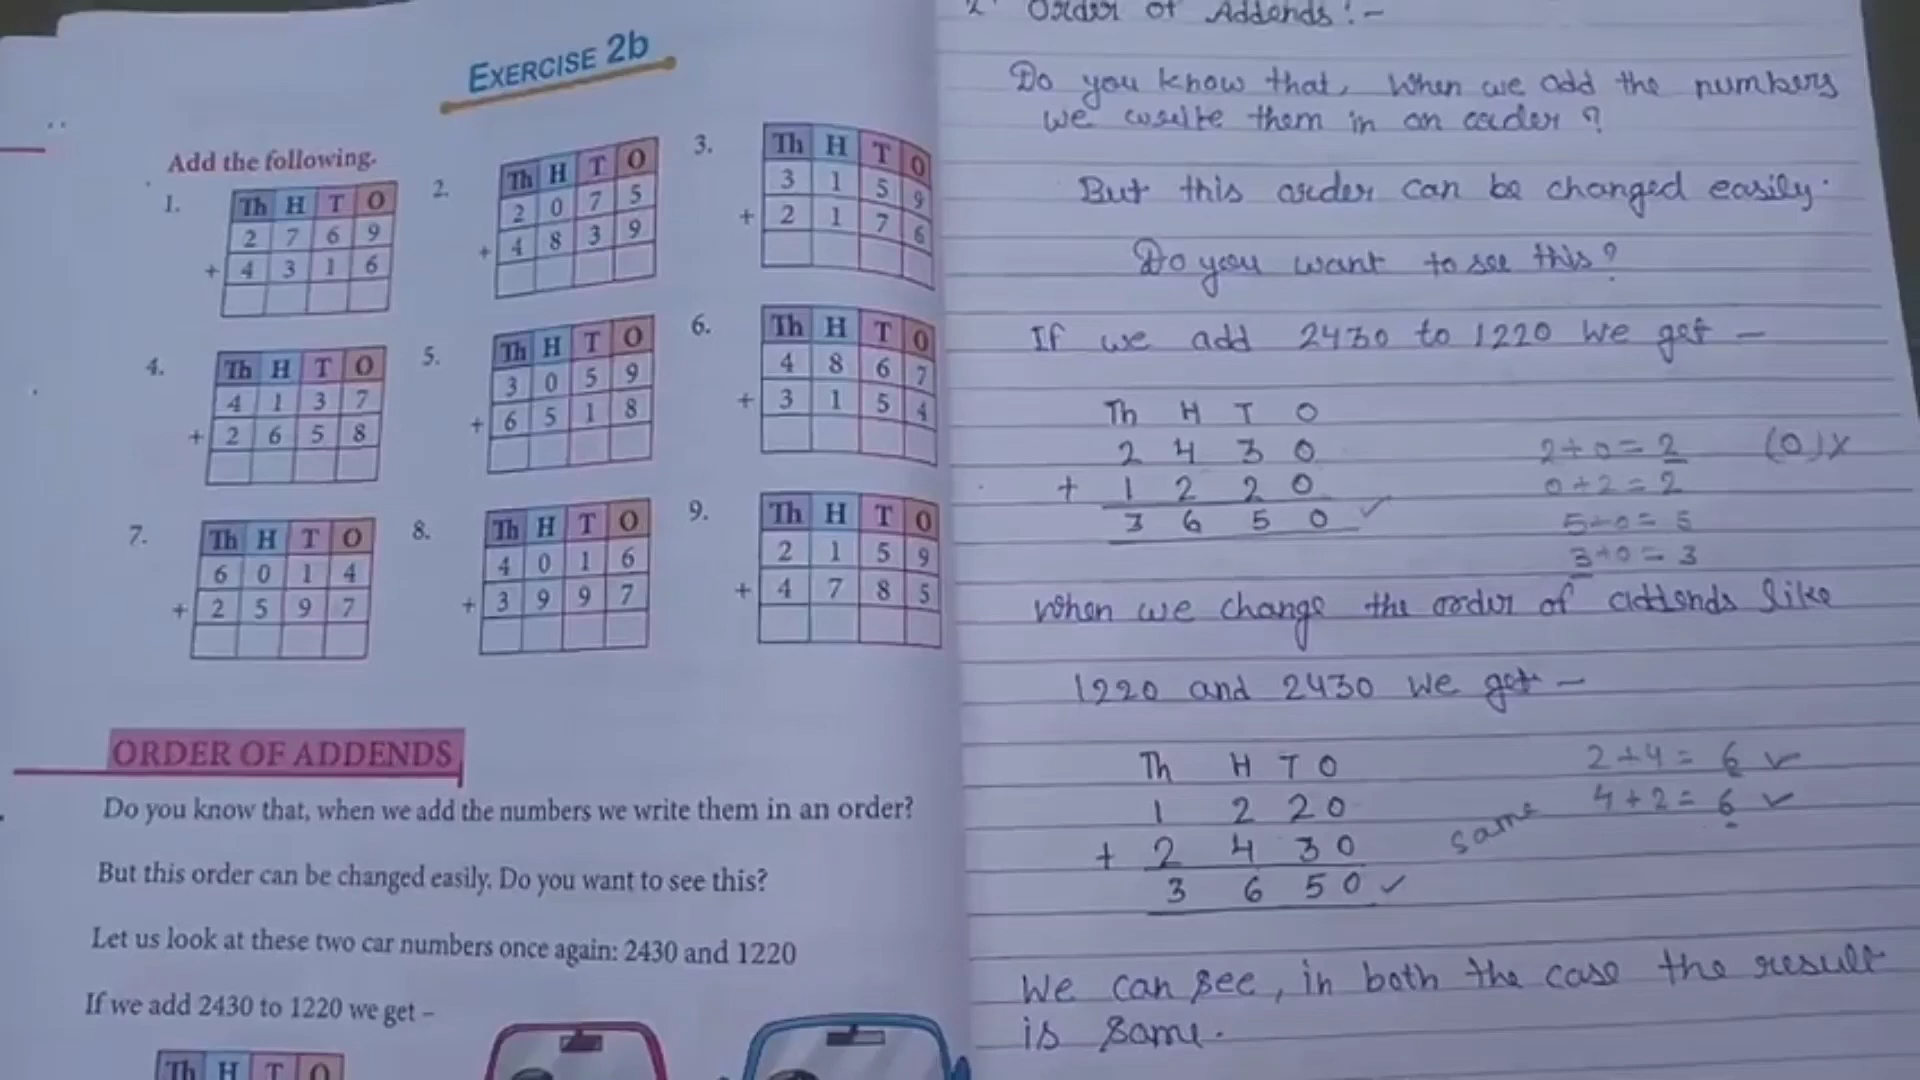 EXERCISE 2b
Add the following.
1.
Th H T O
2 7 6 9
+ 4 3 1 6
2.
Th H T O
2 0 7 5
+ 4 8 3 9
3.
Th H T O
3 1 5 9
+ 2 1 7 6
4.
Th H T O
4 1 3 7
+ 2 6 5 8
5.
Th H T O
3 0 5 9
+ 6 5 1 8
6.
Th H T O
4 8 6 7
+ 3 1 5 4
7.
Th H T O
6 0 1 4
+ 2 5 9 7
8.
Th H T O
4 0 1 6
+ 3 9 9 7
9.
Th H T O
2 1 5 9
+ 4 7 8 5
ORDER OF ADDENDS
Do you know that, when we add the numbers we write them in an order?
But this order can be changed easily. Do you want to see this?
Let us look at these two car numbers once again: 2430 and 1220
If we add 2430 to 1220 we get –
Th H T O
Order of Addends :-
Do you know that, when we add the numbers
we write them in an order ?
But this order can be changed easily.
Do you want to see this ?
If we add 2430 to 1220 we get –
Th H T O
2 4 3 0
+ 1 2 2 0
3 6 5 0 ✓
2+0=2 (0)x
0+2=2
5+0=5
3+0=3
When we change the order of addends like
1220 and 2430 we get –
Th H T O
1 2 2 0
+ 2 4 3 0
3 6 5 0 ✓
2+4=6 ✓
4+2=6 ✓
same
We can see, in both the case the result
is same.